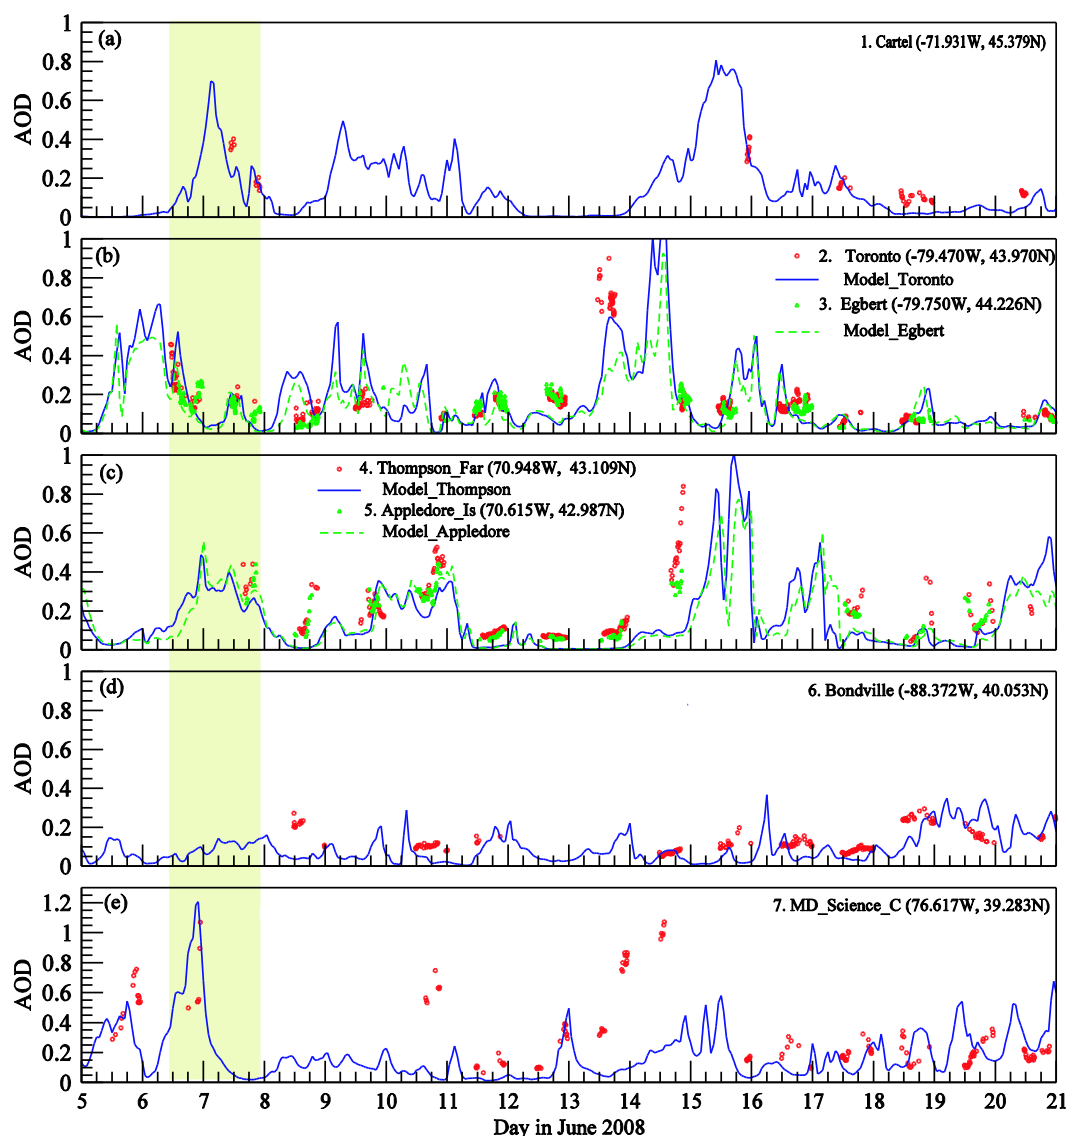 (a)
1. Cartel (-71.931W, 45.379N)
AOD
1
0.8
0.6
0.4
0.2
0
(b)
2. Toronto (-79.470W, 43.970N)
Model_Toronto
3. Egbert (-79.750W, 44.226N)
Model_Egbert
AOD
1
0.8
0.6
0.4
0.2
0
(c)
4. Thompson_Far (70.948W, 43.109N)
Model_Thompson
5. Appledore_Is (70.615W, 42.987N)
Model_Appledore
AOD
1
0.8
0.6
0.4
0.2
0
(d)
6. Bondville (-88.372W, 40.053N)
AOD
1
0.8
0.6
0.4
0.2
0
(e)
7. MD_Science_C (76.617W, 39.283N)
AOD
1.2
1
0.8
0.6
0.4
0.2
0
5 6 7 8 9 10 11 12 13 14 15 16 17 18 19 20 21
Day in June 2008